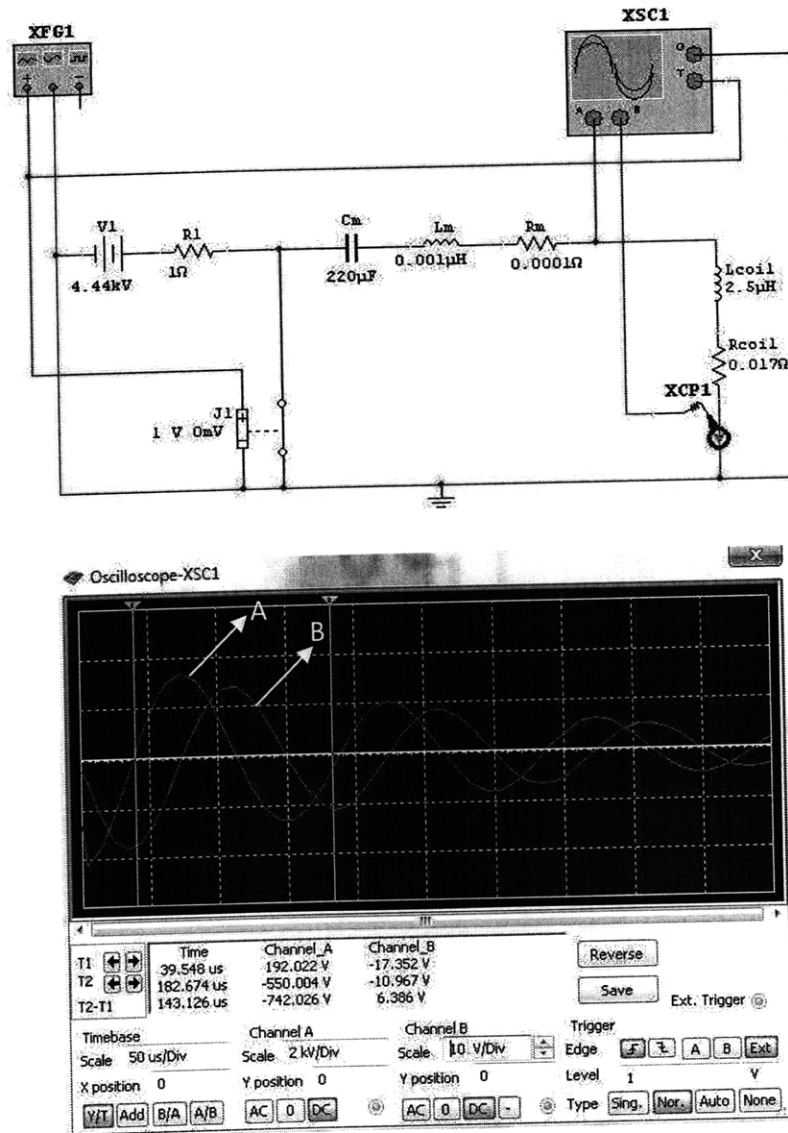 XFG1
XSC1
G
T
A B
V1
4.44kV
R1
1Ω
Cm
220μF
Lm
0.001μH
Rm
0.0001Ω
Lcoil
2.5μH
Rcoil
0.017Ω
XCP1
J1
1 V 0mV
Oscilloscope-XSC1
X
A
B
Time Channel_A Channel_B
T1 39.548 us 192.022 V -17.352 V
T2 182.674 us -550.004 V -10.967 V
T2-T1 143.126 us -742.026 V 6.386 V
Reverse
Save
Ext. Trigger
Timebase
Scale 50 us/Div
X position 0
Y/T Add B/A A/B
Channel A
Scale 2 kV/Div
Y position 0
AC 0 DC
Channel B
Scale 10 V/Div
Y position 0
AC 0 DC -
Trigger
Edge A B Ext
Level 1 V
Type Sing. Nor. Auto None